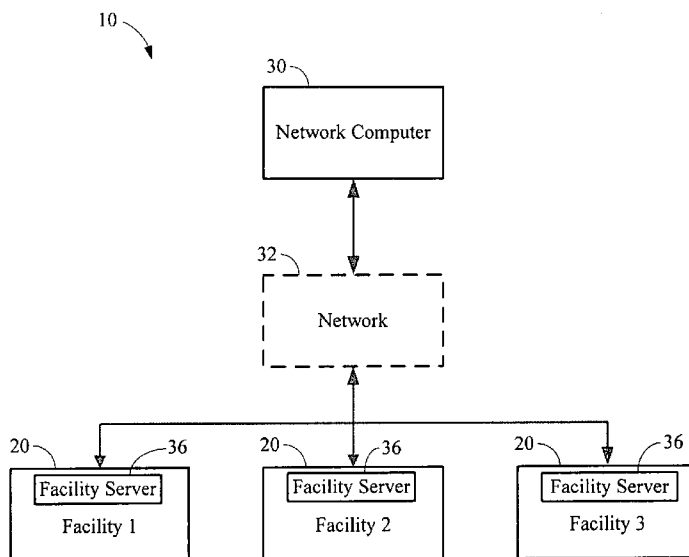 10
30
Network Computer
32
Network
20 36 20 36 20 36
Facility Server Facility Server Facility Server
Facility 1 Facility 2 Facility 3